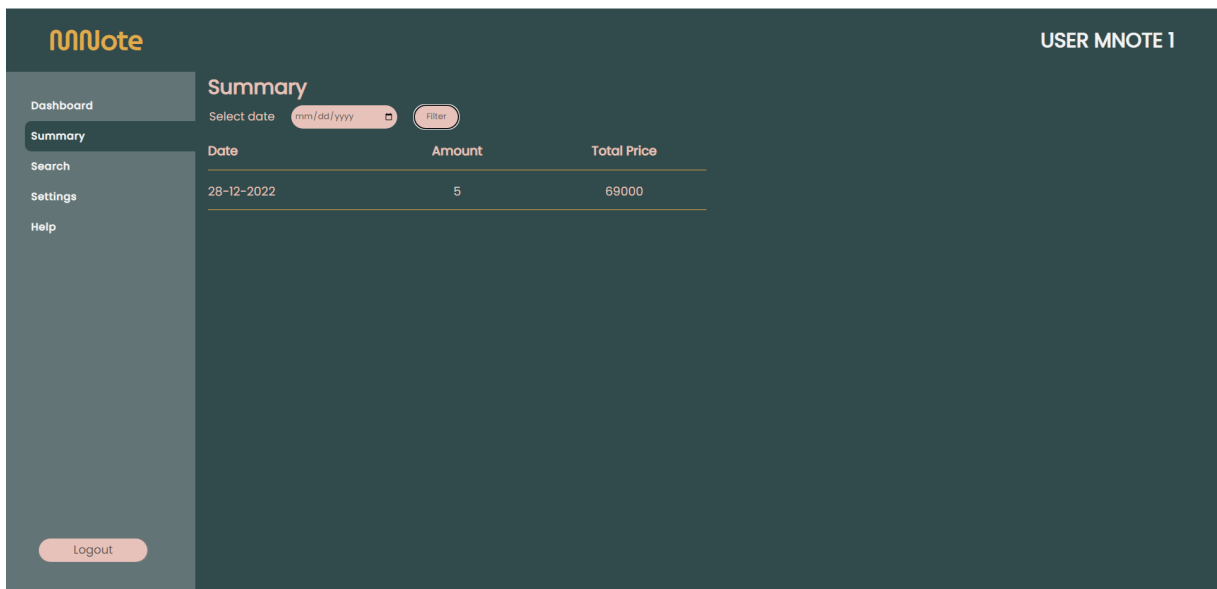 MNote
USER MNOTE 1
Dashboard
Summary
Search
Settings
Help
Logout
Summary
Select date mm/dd/yyyy Filter
Date Amount Total Price
28-12-2022 5 69000